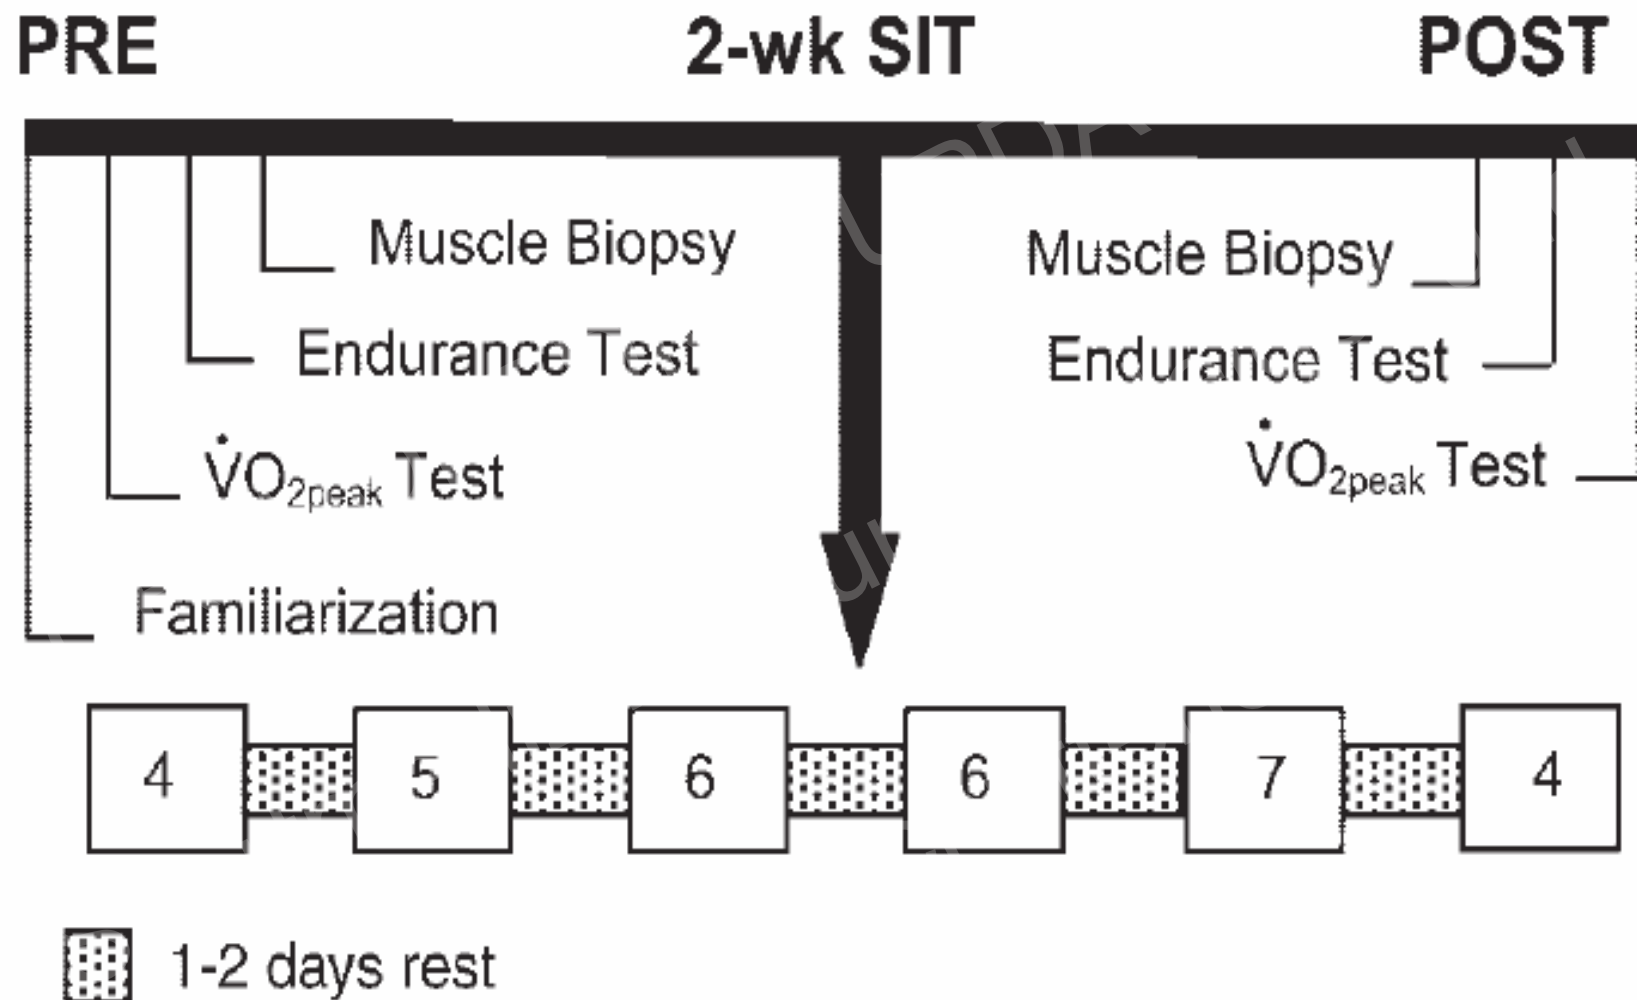 PRE 2-wk SIT POST
Muscle Biopsy Muscle Biopsy
Endurance Test Endurance Test
V̇O2peak Test V̇O2peak Test
Familiarization
4 5 6 6 7 4
1-2 days rest